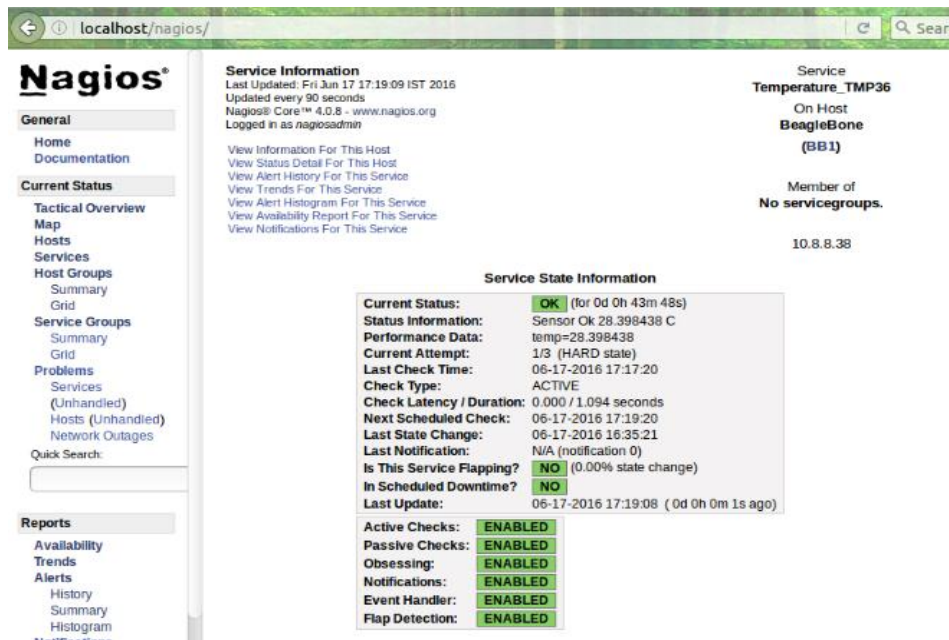 localhost/nagios/
Sear
Nagios®
General
Home
Documentation
Current Status
Tactical Overview
Map
Hosts
Services
Host Groups
Summary
Grid
Service Groups
Summary
Grid
Problems
Services
(Unhandled)
Hosts (Unhandled)
Network Outages
Quick Search:
Reports
Availability
Trends
Alerts
History
Summary
Histogram
Notifications
Service Information
Last Updated: Fri Jun 17 17:19:09 IST 2016
Updated every 90 seconds
Nagios® Core™ 4.0.8 - www.nagios.org
Logged in as nagiosadmin
View Information For This Host
View Status Detail For This Host
View Alert History For This Service
View Trends For This Service
View Alert Histogram For This Service
View Availability Report For This Service
View Notifications For This Service
Service
Temperature_TMP36
On Host
BeagleBone
(BB1)
Member of
No servicegroups.
10.8.8.38
Service State Information
Current Status: OK (for 0d 0h 43m 48s)
Status Information: Sensor Ok 28.398438 C
Performance Data: temp=28.398438
Current Attempt: 1/3 (HARD state)
Last Check Time: 06-17-2016 17:17:20
Check Type: ACTIVE
Check Latency / Duration: 0.000 / 1.094 seconds
Next Scheduled Check: 06-17-2016 17:19:20
Last State Change: 06-17-2016 16:35:21
Last Notification: N/A (notification 0)
Is This Service Flapping? NO (0.00% state change)
In Scheduled Downtime? NO
Last Update: 06-17-2016 17:19:08 ( 0d 0h 0m 1s ago)
Active Checks: ENABLED
Passive Checks: ENABLED
Obsessing: ENABLED
Notifications: ENABLED
Event Handler: ENABLED
Flap Detection: ENABLED